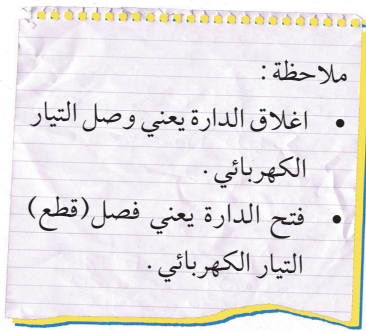 ملاحظة :
• اغلاق الدارة يعني وصل التيار
الكهربائي .
• فتح الدارة يعني فصل (قطع)
التيار الكهربائي .